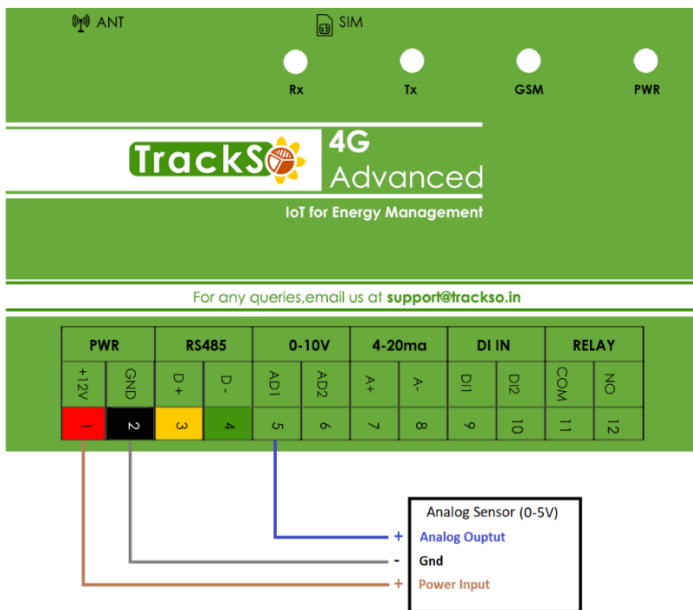 ANT SIM
Rx Tx GSM PWR
TrackSo 4G
Advanced
IoT for Energy Management
For any queries,email us at support@trackso.in
PWR RS485 0-10V 4-20ma DI IN RELAY
+12V GND D+ D- AD1 AD2 A+ A- DI1 DI2 COM NO
1 2 3 4 5 6 7 8 9 10 11 12
Analog Sensor (0-5V)
+ Analog Ouptut
- Gnd
+ Power Input